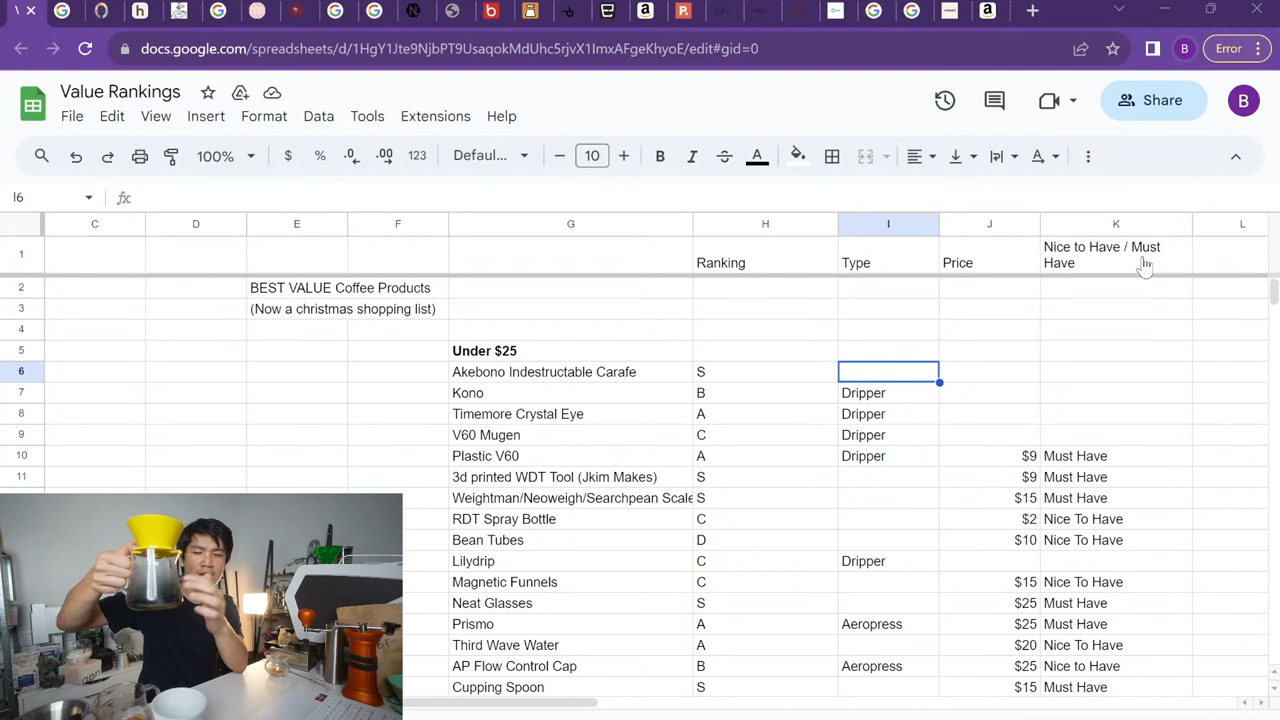 docs.google.com/spreadsheets/d/1HgY1Jte9NjbPT9UsaqokMdUhc5rjvX1ImxAFgeKhyoE/edit#gid=0
B
Error
Value Rankings
File Edit View Insert Format Data Tools Extensions Help
Share
B
100%
$ % .0 .00 123
Defaul...
10
B I A A
I6
fx
C D E F G H I J K L
1 Ranking Type Price Nice to Have / Must
Have
2 BEST VALUE Coffee Products
3 (Now a christmas shopping list)
4
5 Under $25
6 Akebono Indestructable Carafe S
7 Kono B Dripper
8 Timemore Crystal Eye A Dripper
9 V60 Mugen C Dripper
10 Plastic V60 A Dripper $9 Must Have
11 3d printed WDT Tool (Jkim Makes) S $9 Must Have
Weightman/Neoweigh/Searchpean Scale S $15 Must Have
RDT Spray Bottle C $2 Nice To Have
Bean Tubes D $10 Nice To Have
Lilydrip C Dripper
Magnetic Funnels C $15 Nice To Have
Neat Glasses S $25 Must Have
Prismo A Aeropress $25 Must Have
Third Wave Water A $20 Nice To Have
AP Flow Control Cap B Aeropress $25 Nice to Have
Cupping Spoon S $15 Must Have